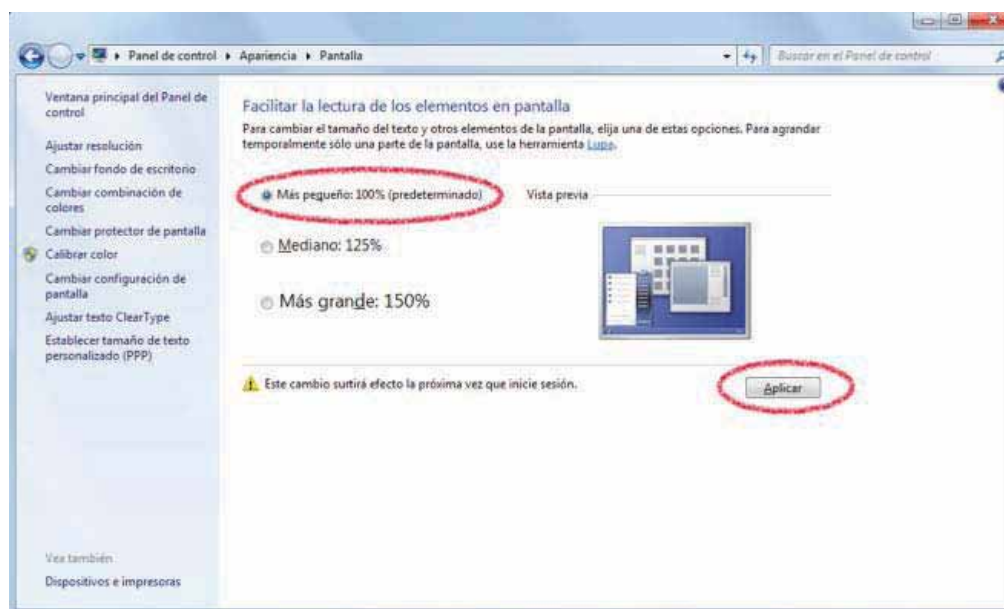 Panel de control ▸ Apariencia ▸ Pantalla
Buscar en el Panel de control
Ventana principal del Panel de
control
Ajustar resolución
Cambiar fondo de escritorio
Cambiar combinación de
colores
Cambiar protector de pantalla
Calibrar color
Cambiar configuración de
pantalla
Ajustar texto ClearType
Establecer tamaño de texto
personalizado (PPP)
Vea también
Dispositivos e impresoras
Facilitar la lectura de los elementos en pantalla
Para cambiar el tamaño del texto y otros elementos de la pantalla, elija una de estas opciones. Para agrandar
temporalmente sólo una parte de la pantalla, use la herramienta Lupa.
Más pequeño: 100% (predeterminado)
Vista previa
Mediano: 125%
Más grande: 150%
Este cambio surtirá efecto la próxima vez que inicie sesión.
Aplicar